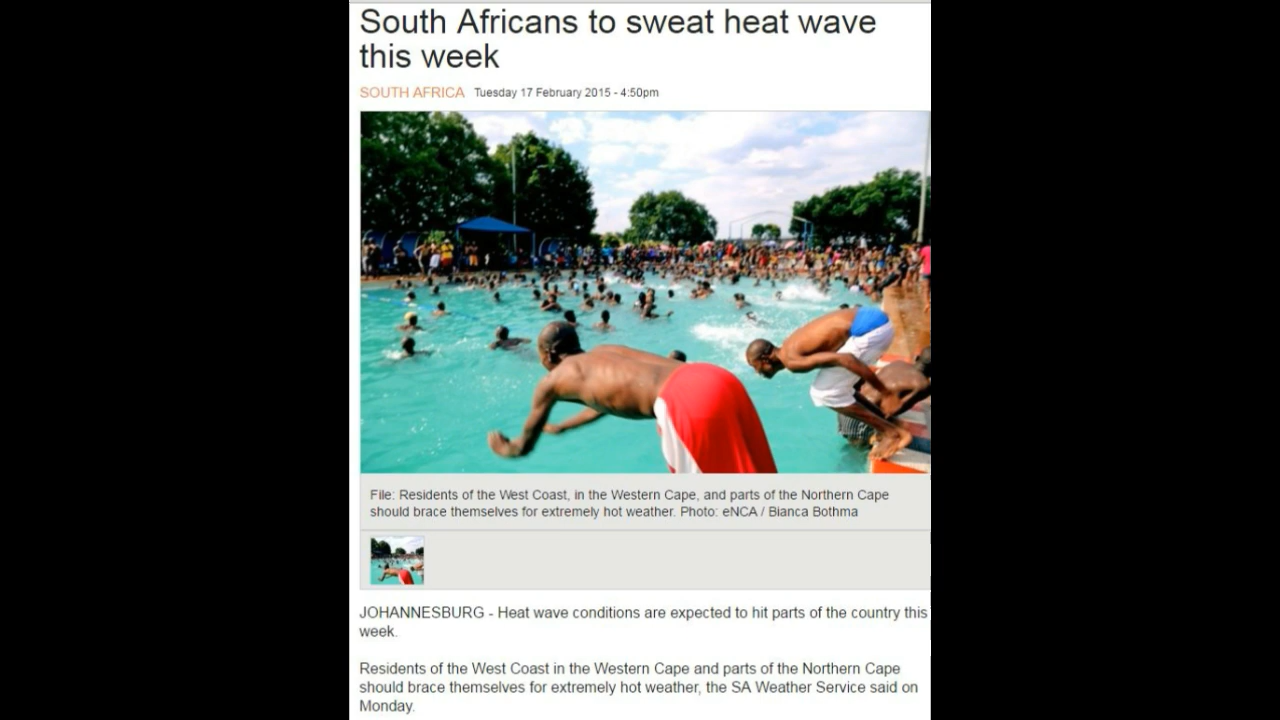 South Africans to sweat heat wave
this week
SOUTH AFRICA Tuesday 17 February 2015 - 4:50pm
File: Residents of the West Coast, in the Western Cape, and parts of the Northern Cape
should brace themselves for extremely hot weather. Photo: eNCA / Bianca Bothma
JOHANNESBURG - Heat wave conditions are expected to hit parts of the country this
week.
Residents of the West Coast in the Western Cape and parts of the Northern Cape
should brace themselves for extremely hot weather, the SA Weather Service said on
Monday.